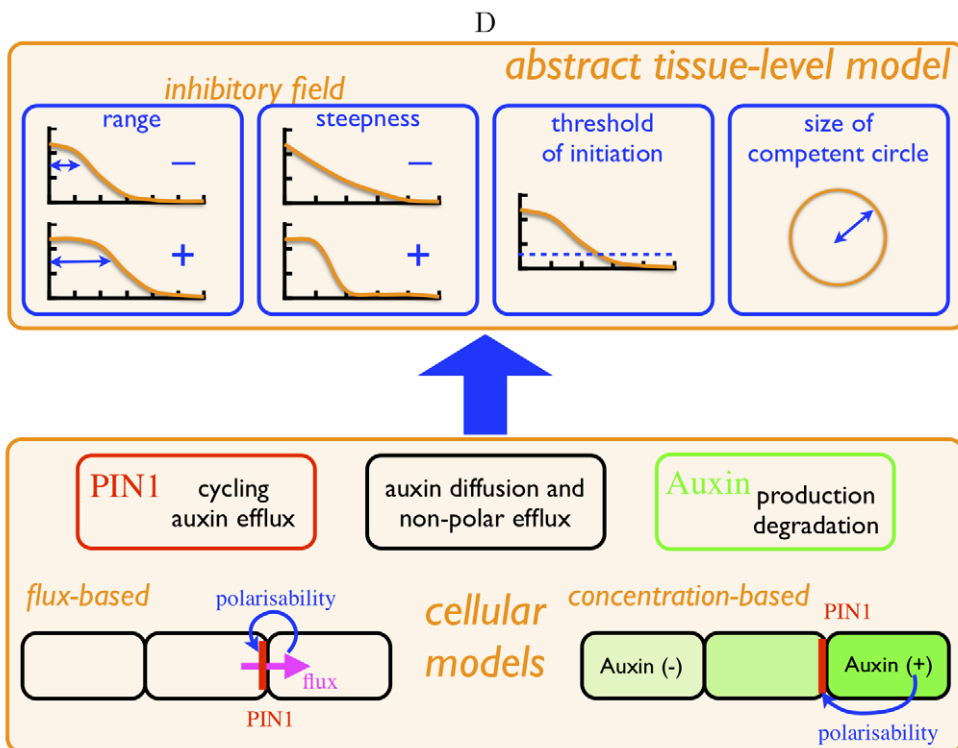 D
abstract tissue-level model
inhibitory field
range
−
+
steepness
−
+
threshold
of initiation
size of
competent circle
PIN1
cycling
auxin efflux
auxin diffusion and
non-polar efflux
Auxin
production
degradation
flux-based
polarisability
flux
PIN1
cellular
models
concentration-based
PIN1
Auxin (-)
Auxin (+)
polarisability